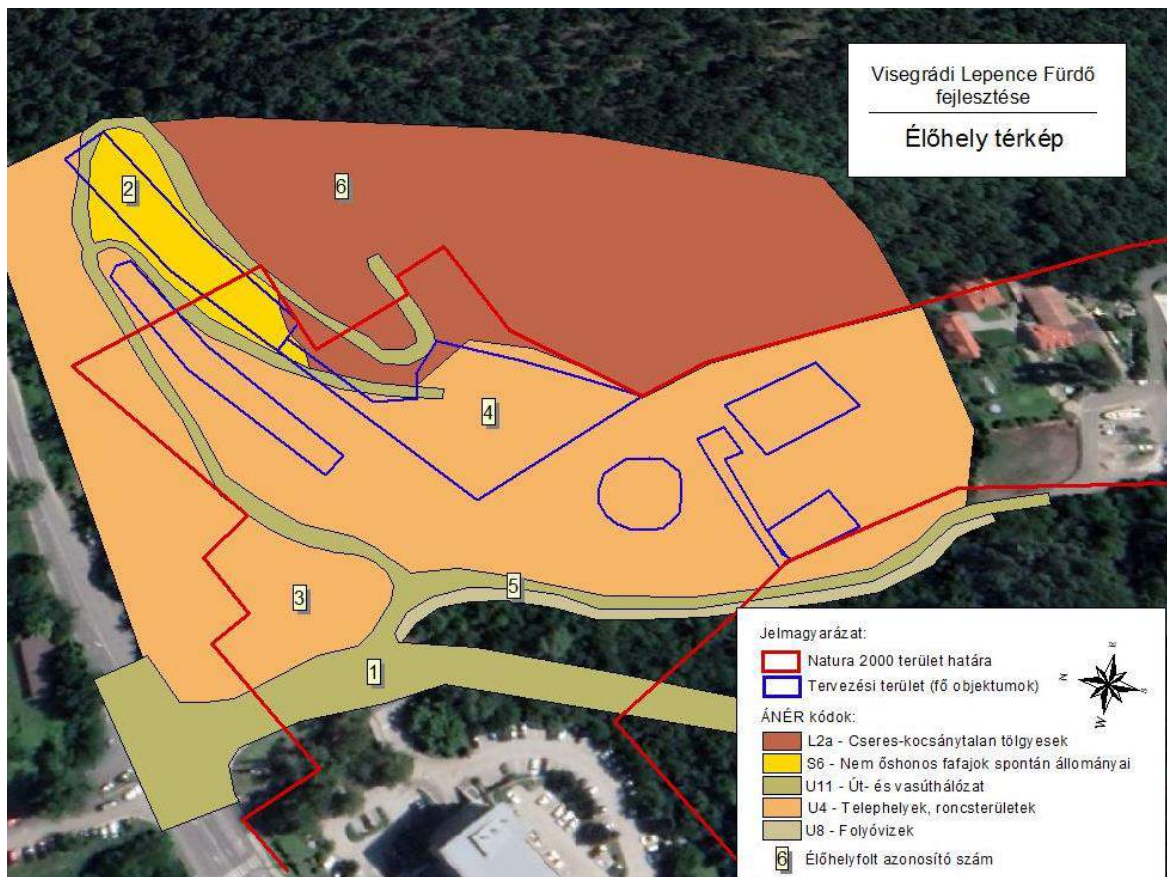 Visegrádi Lepence Fürdő
fejlesztése
Élőhely térkép
2
6
4
3
5
1
Jelmagyarázat:
Natura 2000 terület határa
Tervezési terület (fő objektumok)
ÁNÉR kódok:
L2a - Cseres-kocsánytalan tölgyesek
S6 - Nem őshonos fafajok spontán állományai
U11 - Út- és vasúthálózat
U4 - Telephelyek, roncsterületek
U8 - Folyóvizek
6 Élőhelyfolt azonosító szám
N
E
S
W